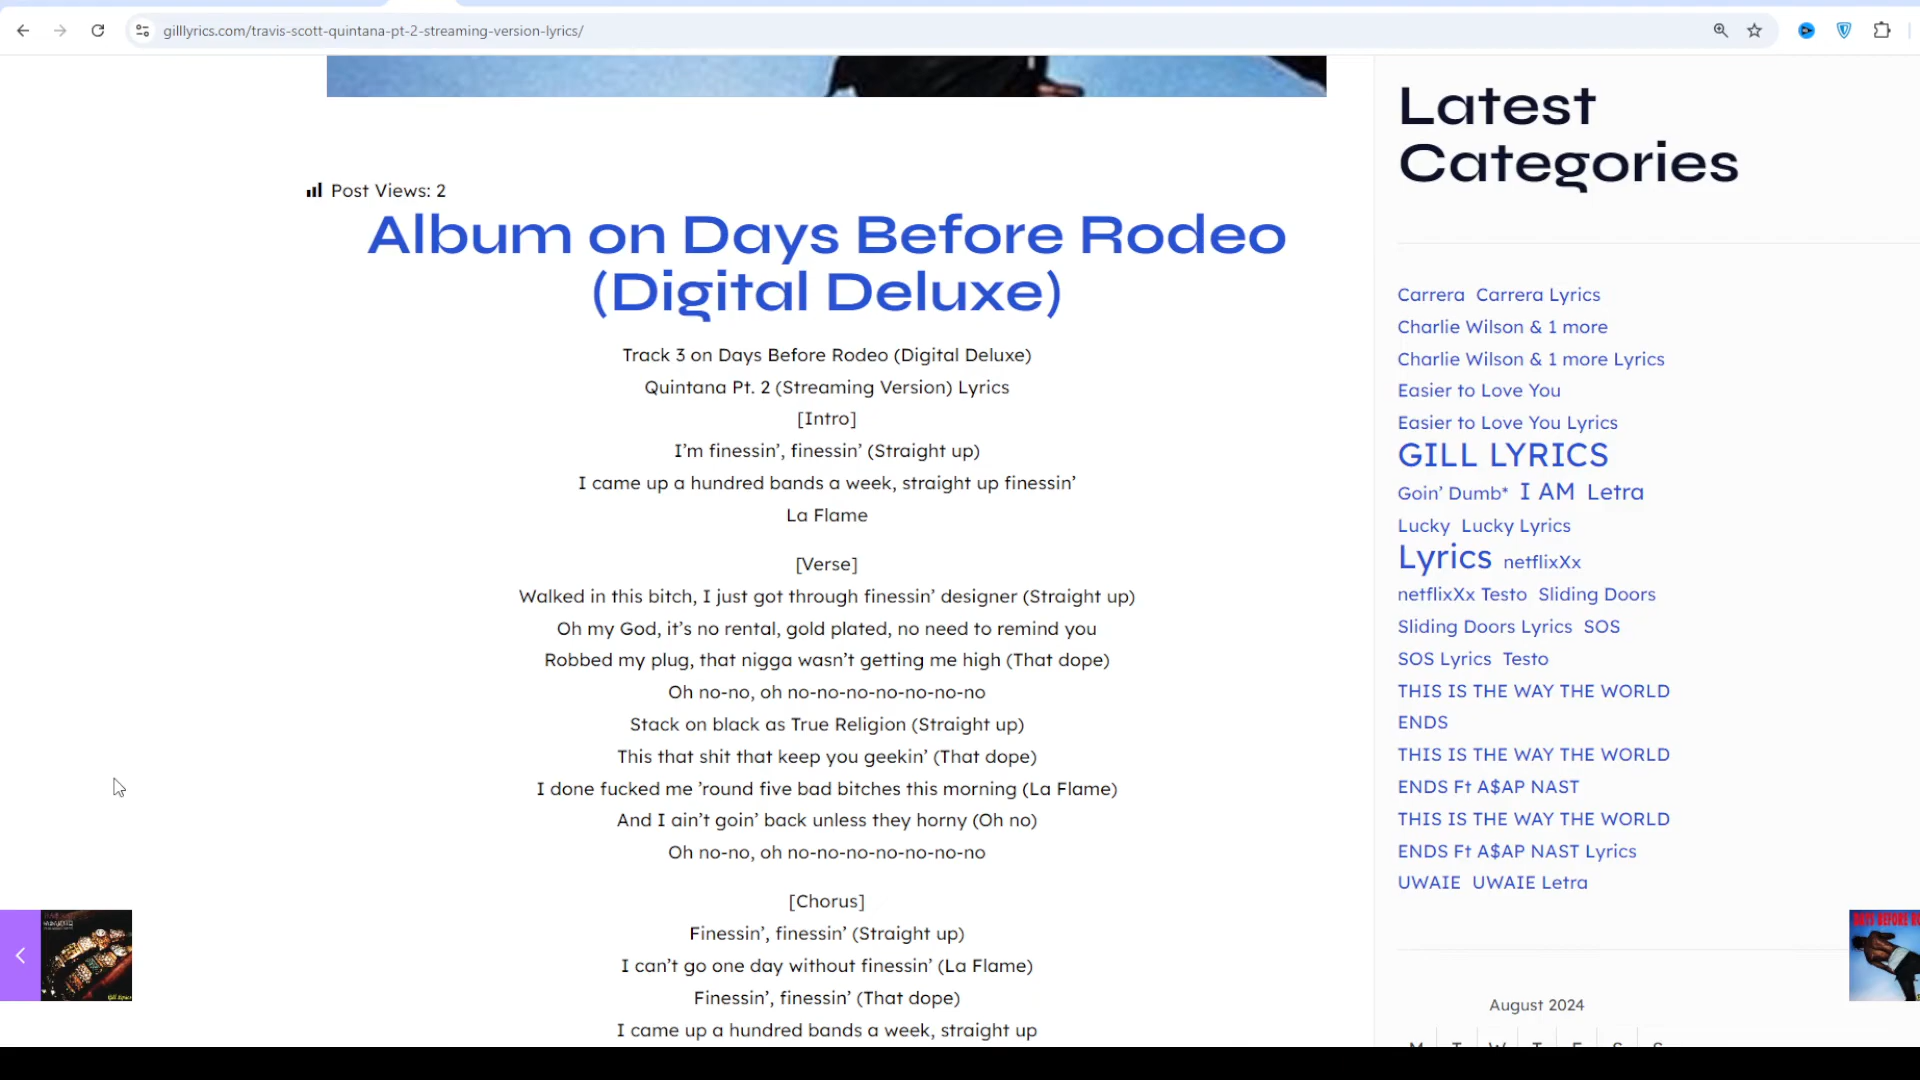 gilllyrics.com/travis-scott-quintana-pt-2-streaming-version-lyrics/
Post Views: 2
Album on Days Before Rodeo
(Digital Deluxe)
Track 3 on Days Before Rodeo (Digital Deluxe)
Quintana Pt. 2 (Streaming Version) Lyrics
[Intro]
I’m finessin’, finessin’ (Straight up)
I came up a hundred bands a week, straight up finessin’
La Flame
[Verse]
Walked in this bitch, I just got through finessin’ designer (Straight up)
Oh my God, it’s no rental, gold plated, no need to remind you
Robbed my plug, that nigga wasn’t getting me high (That dope)
Oh no-no, oh no-no-no-no-no-no-no
Stack on black as True Religion (Straight up)
This that shit that keep you geekin’ (That dope)
I done fucked me ’round five bad bitches this morning (La Flame)
And I ain’t goin’ back unless they horny (Oh no)
Oh no-no, oh no-no-no-no-no-no-no
[Chorus]
Finessin’, finessin’ (Straight up)
I can’t go one day without finessin’ (La Flame)
Finessin’, finessin’ (That dope)
I came up a hundred bands a week, straight up
Latest
Categories
Carrera Carrera Lyrics
Charlie Wilson & 1 more
Charlie Wilson & 1 more Lyrics
Easier to Love You
Easier to Love You Lyrics
GILL LYRICS
Goin’ Dumb* I AM Letra
Lucky Lucky Lyrics
Lyrics netflixXx
netflixXx Testo Sliding Doors
Sliding Doors Lyrics SOS
SOS Lyrics Testo
THIS IS THE WAY THE WORLD
ENDS
THIS IS THE WAY THE WORLD
ENDS Ft A$AP NAST
THIS IS THE WAY THE WORLD
ENDS Ft A$AP NAST Lyrics
UWAIE UWAIE Letra
August 2024
M T W T F S S